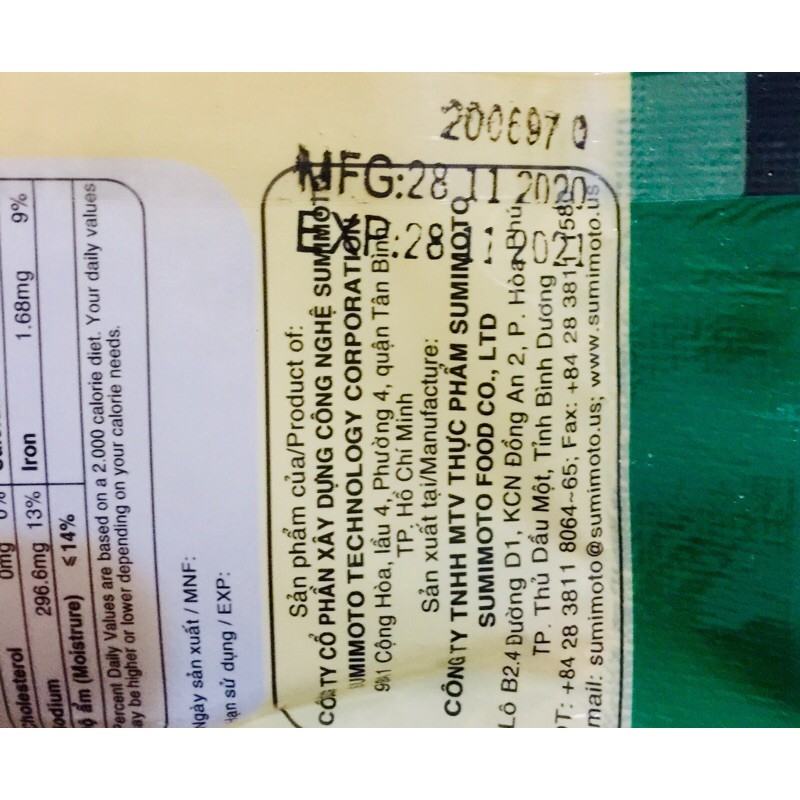 200697 0
MFG:28 11 2020
EXP:28 11 2021
0mg 0%
Cholesterol
Sodium 296.6mg 13% Iron 1.68mg 9%
Độ ẩm (Moistrure) ≤14%
Percent Daily Values are based on a 2.000 calorie diet. Your daily values
may be higher or lower depending on your calorie needs.
Ngày sản xuất / MNF:
Hạn sử dụng / EXP:
Sản phẩm của/Product of:
CÔNG TY CỔ PHẦN XÂY DỰNG CÔNG NGHỆ SUMIMOTO
SUMIMOTO TECHNOLOGY CORPORATION
Cộng Hòa, lầu 4, Phường 4, quận Tân Bình
TP. Hồ Chí Minh
Sản xuất tại/Manufacture:
CÔNG TY TNHH MTV THỰC PHẨM SUMIMOTO
SUMIMOTO FOOD CO., LTD
Lô B2.4 Đường D1, KCN Đồng An 2, P. Hòa Phú
TP. Thủ Dầu Một, Tỉnh Bình Dương
ĐT: +84 28 3811 8064~65; Fax: +84 28 3811
Email: sumimoto@sumimoto.us; www.sumimoto.us